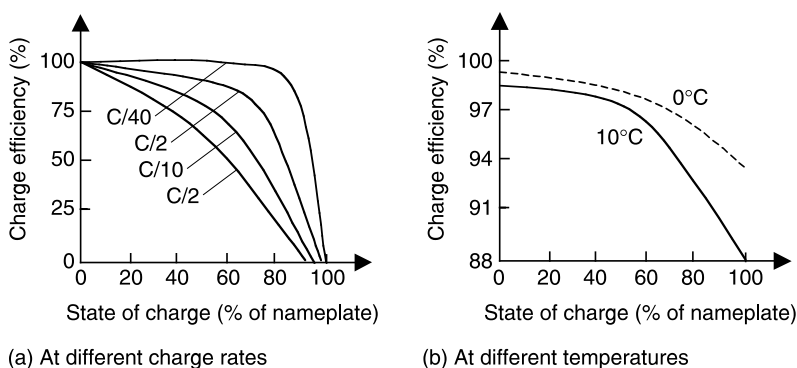 Charge efficiency (%)
100
75
50
25
0
C/40
C/2
C/10
C/2
0 20 40 60 80 100
State of charge (% of nameplate)
(a) At different charge rates
Charge efficiency (%)
100
97
94
91
88
0°C
10°C
0 20 40 60 80 100
State of charge (% of nameplate)
(b) At different temperatures